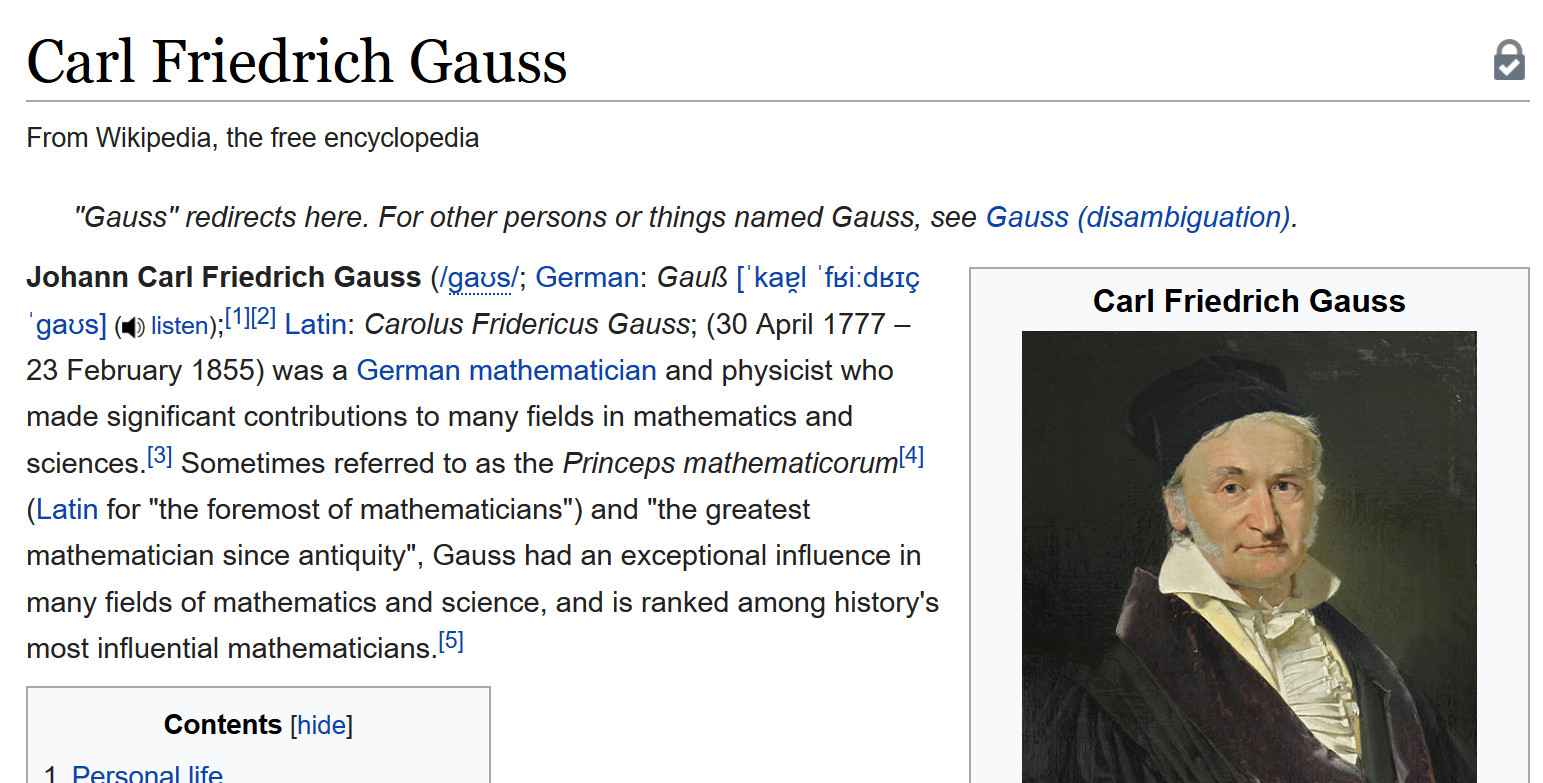 Carl Friedrich Gauss
From Wikipedia, the free encyclopedia
"Gauss" redirects here. For other persons or things named Gauss, see Gauss (disambiguation).
Johann Carl Friedrich Gauss (/ɡaʊs/; German: Gauß [ˈkaʁl ˈfʁiːdʁɪç
ˈɡaʊs] (listen);[1][2] Latin: Carolus Fridericus Gauss; (30 April 1777 –
23 February 1855) was a German mathematician and physicist who
made significant contributions to many fields in mathematics and
sciences.[3] Sometimes referred to as the Princeps mathematicorum[4]
(Latin for "the foremost of mathematicians") and "the greatest
mathematician since antiquity", Gauss had an exceptional influence in
many fields of mathematics and science, and is ranked among history's
most influential mathematicians.[5]
Contents [hide]
1 Personal life
Carl Friedrich Gauss